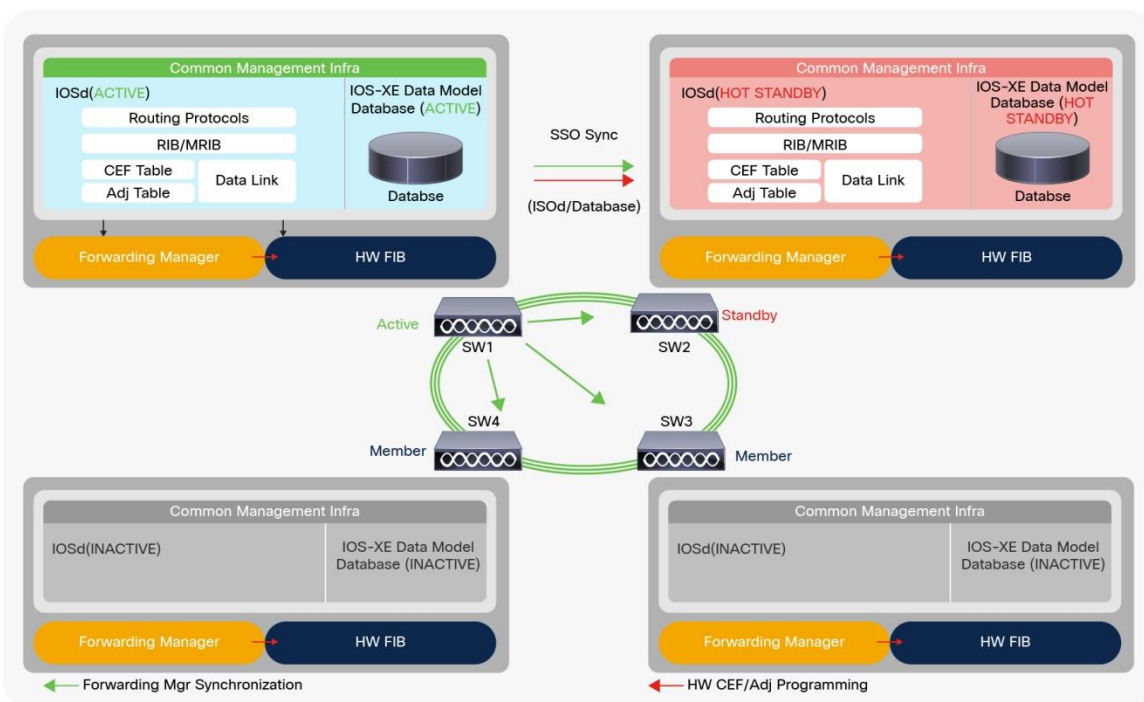 Common Management Infra
IOSd(ACTIVE)
Routing Protocols
RIB/MRIB
CEF Table
Adj Table
Data Link
IOS-XE Data Model
Database (ACTIVE)
Databse
Forwarding Manager
HW FIB
SSO Sync
(ISOd/Database)
Common Management Infra
IOSd(HOT STANDBY)
Routing Protocols
RIB/MRIB
CEF Table
Adj Table
Data Link
IOS-XE Data Model
Database (HOT
STANDBY)
Databse
Forwarding Manager
HW FIB
Active
SW1
Standby
SW2
SW4
Member
SW3
Member
Common Management Infra
IOSd(INACTIVE)
IOS-XE Data Model
Database (INACTIVE)
Forwarding Manager
HW FIB
Common Management Infra
IOSd(INACTIVE)
IOS-XE Data Model
Database (INACTIVE)
Forwarding Manager
HW FIB
Forwarding Mgr Synchronization
HW CEF/Adj Programming